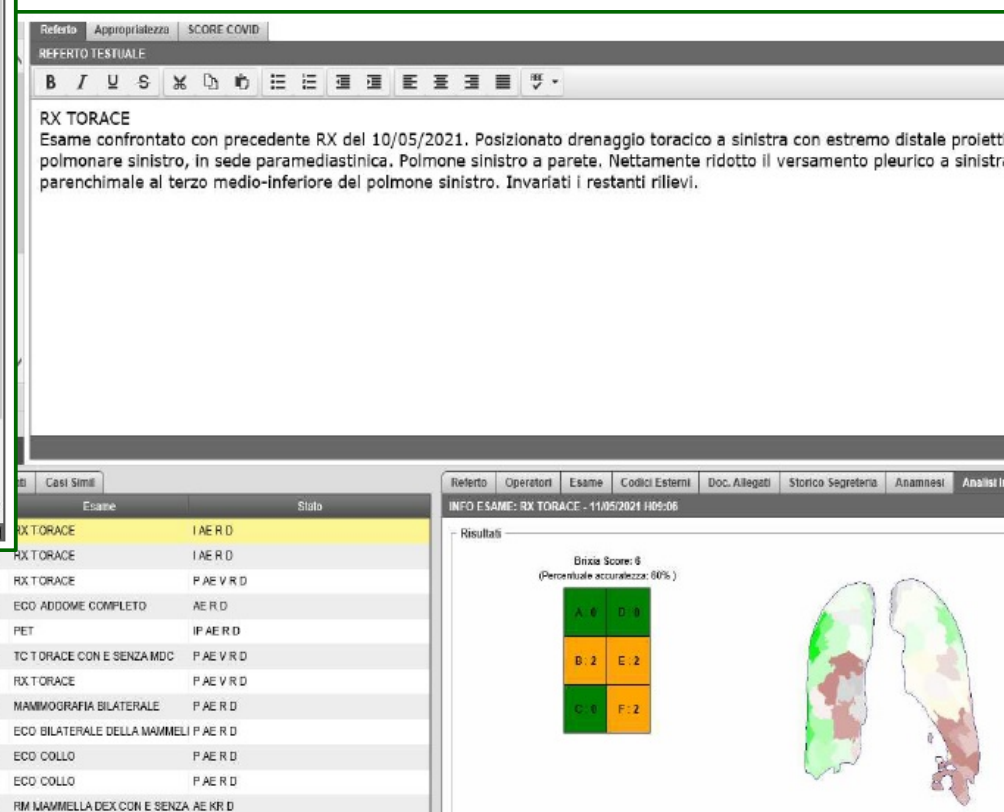 Referto Appropriatezza SCORE COVID
REFERTO TESTUALE
B I U S
RX TORACE
Esame confrontato con precedente RX del 10/05/2021. Posizionato drenaggio toracico a sinistra con estremo distale proietti
polmonare sinistro, in sede paramediastinica. Polmone sinistro a parete. Nettamente ridotto il versamento pleurico a sinistra
parenchimale al terzo medio-inferiore del polmone sinistro. Invariati i restanti rilievi.
Casi Simili
Esame Stato
RX TORACE I AE R D
RX TORACE I AE R D
RX TORACE P AE V R D
ECO ADDOME COMPLETO AE R D
PET IP AE R D
TC TORACE CON E SENZA MDC P AE V R D
RX TORACE P AE V R D
MAMMOGRAFIA BILATERALE P AE R D
ECO BILATERALE DELLA MAMMELL P AE R D
ECO COLLO P AE R D
ECO COLLO P AE R D
RM MAMMELLA DEX CON E SENZA AE KR D
Referto Operatori Esame Codici Esterni Doc. Allegati Storico Segreteria Anamnesi Analisi
INFO ESAME: RX TORACE - 11/05/2021 H09:06
Risultati
Brixia Score: 6
(Percentuale accuratezza: 60% )
A: 0 D: 0
B: 2 E: 2
C: 0 F: 2